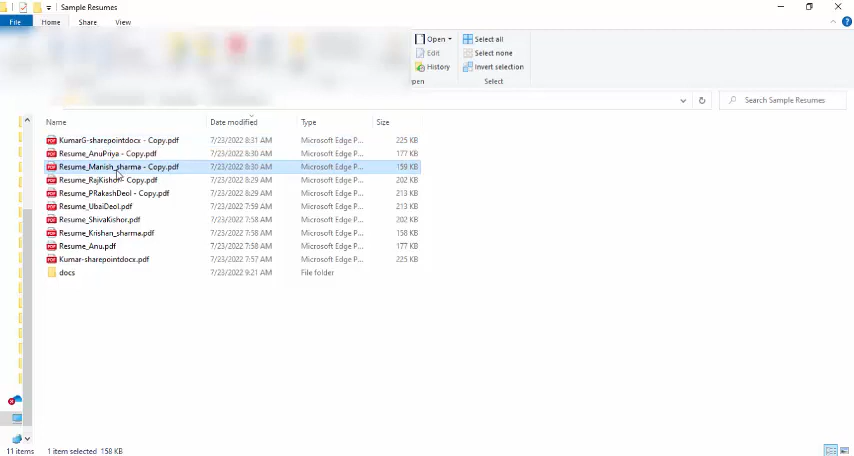 Sample Resumes
File Home Share View
Open Select all
Edit Select none
History Invert selection
pen Select
Search Sample Resumes
Name Date modified Type Size
KumarG-sharepointdocx - Copy.pdf 7/23/2022 8:31 AM Microsoft Edge P... 225 KB
Resume_AnuPriya - Copy.pdf 7/23/2022 8:30 AM Microsoft Edge P... 177 KB
Resume_Manish_sharma - Copy.pdf 7/23/2022 8:30 AM Microsoft Edge P... 159 KB
Resume_RajKishor - Copy.pdf 7/23/2022 8:29 AM Microsoft Edge P... 202 KB
Resume_PRakashDeol - Copy.pdf 7/23/2022 8:29 AM Microsoft Edge P... 213 KB
Resume_UbaiDeol.pdf 7/23/2022 7:59 AM Microsoft Edge P... 213 KB
Resume_ShivaKishor.pdf 7/23/2022 7:58 AM Microsoft Edge P... 202 KB
Resume_Krishan_sharma.pdf 7/23/2022 7:58 AM Microsoft Edge P... 158 KB
Resume_Anu.pdf 7/23/2022 7:58 AM Microsoft Edge P... 177 KB
Kumar-sharepointdocx.pdf 7/23/2022 7:57 AM Microsoft Edge P... 225 KB
docs 7/23/2022 9:21 AM File folder
11 items 1 item selected 158 KB